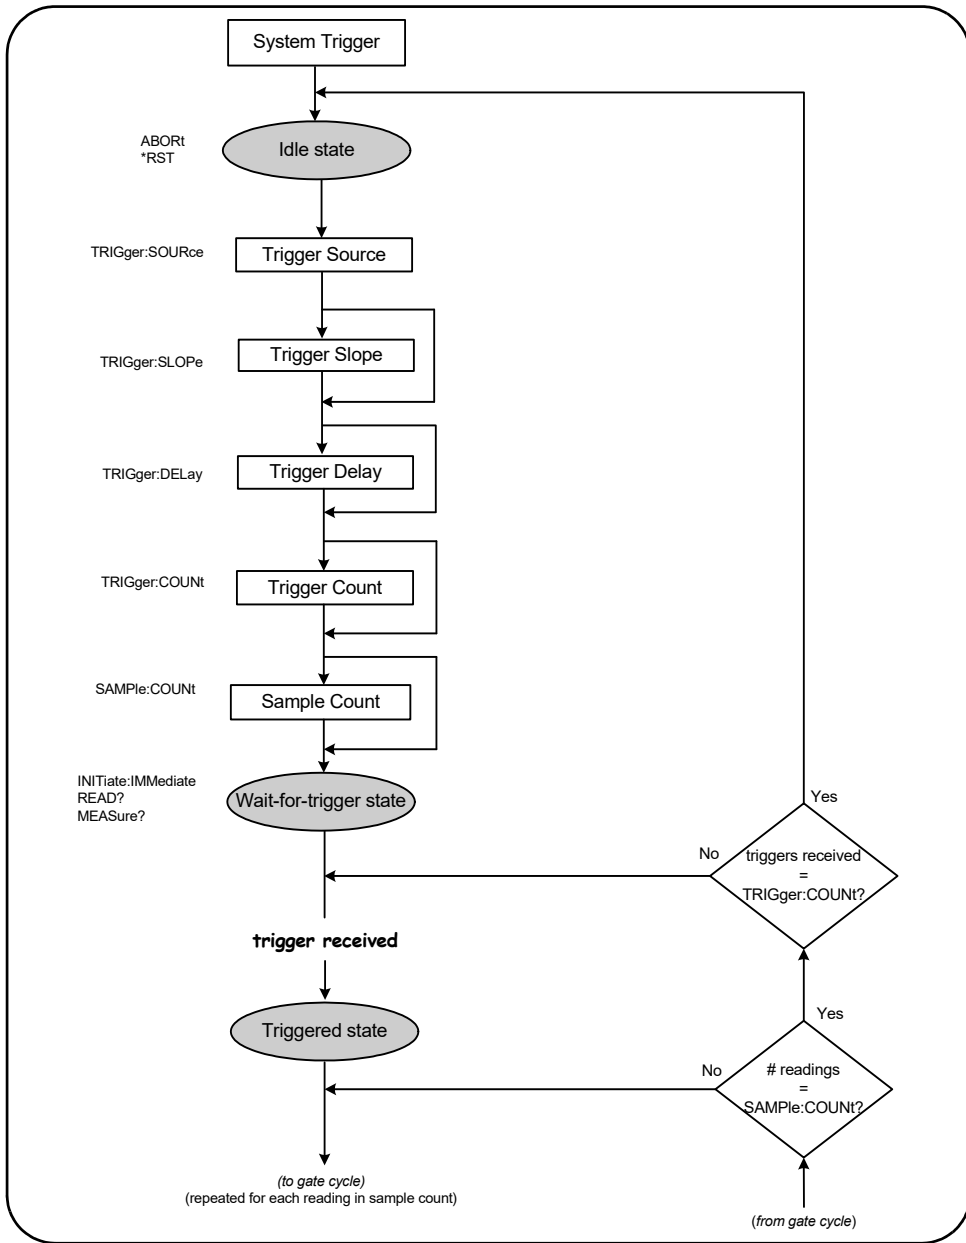 System Trigger
ABORt
*RST
Idle state
TRIGger:SOURce
Trigger Source
TRIGger:SLOPe
Trigger Slope
TRIGger:DELay
Trigger Delay
TRIGger:COUNt
Trigger Count
SAMPle:COUNt
Sample Count
INITiate:IMMediate
READ?
MEASure?
Wait-for-trigger state
Yes
No
triggers received
=
TRIGger:COUNt?
trigger received
Triggered state
Yes
No
# readings
=
SAMPle:COUNt?
(to gate cycle)
(repeated for each reading in sample count)
(from gate cycle)